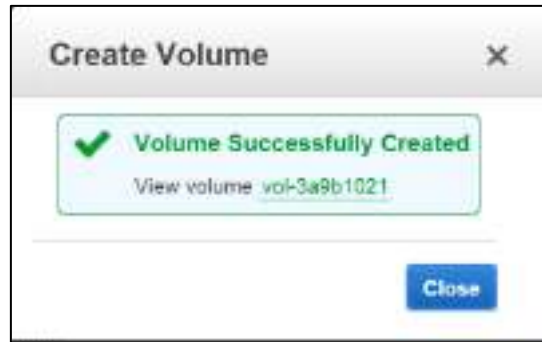 Create Volume ×
Volume Successfully Created
View volume vol-3a9b1021
Close